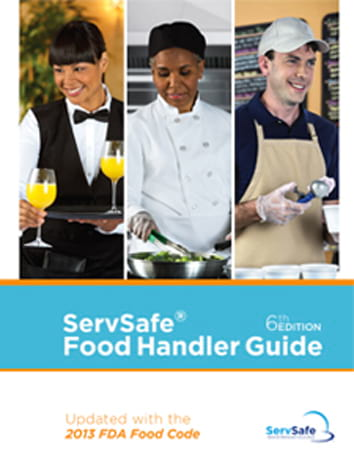 ServSafe®
Food Handler Guide
6th
EDITION
Updated with the
2013 FDA Food Code
ServSafe